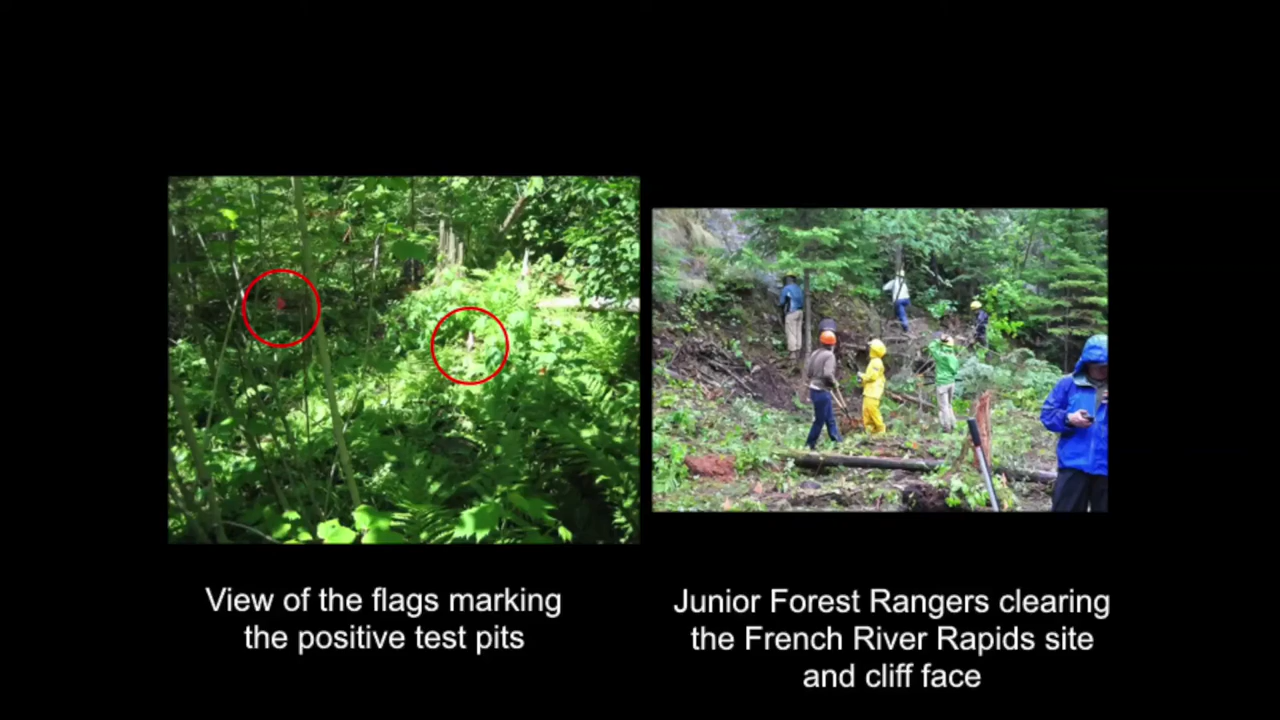 View of the flags marking
the positive test pits
Junior Forest Rangers clearing
the French River Rapids site
and cliff face